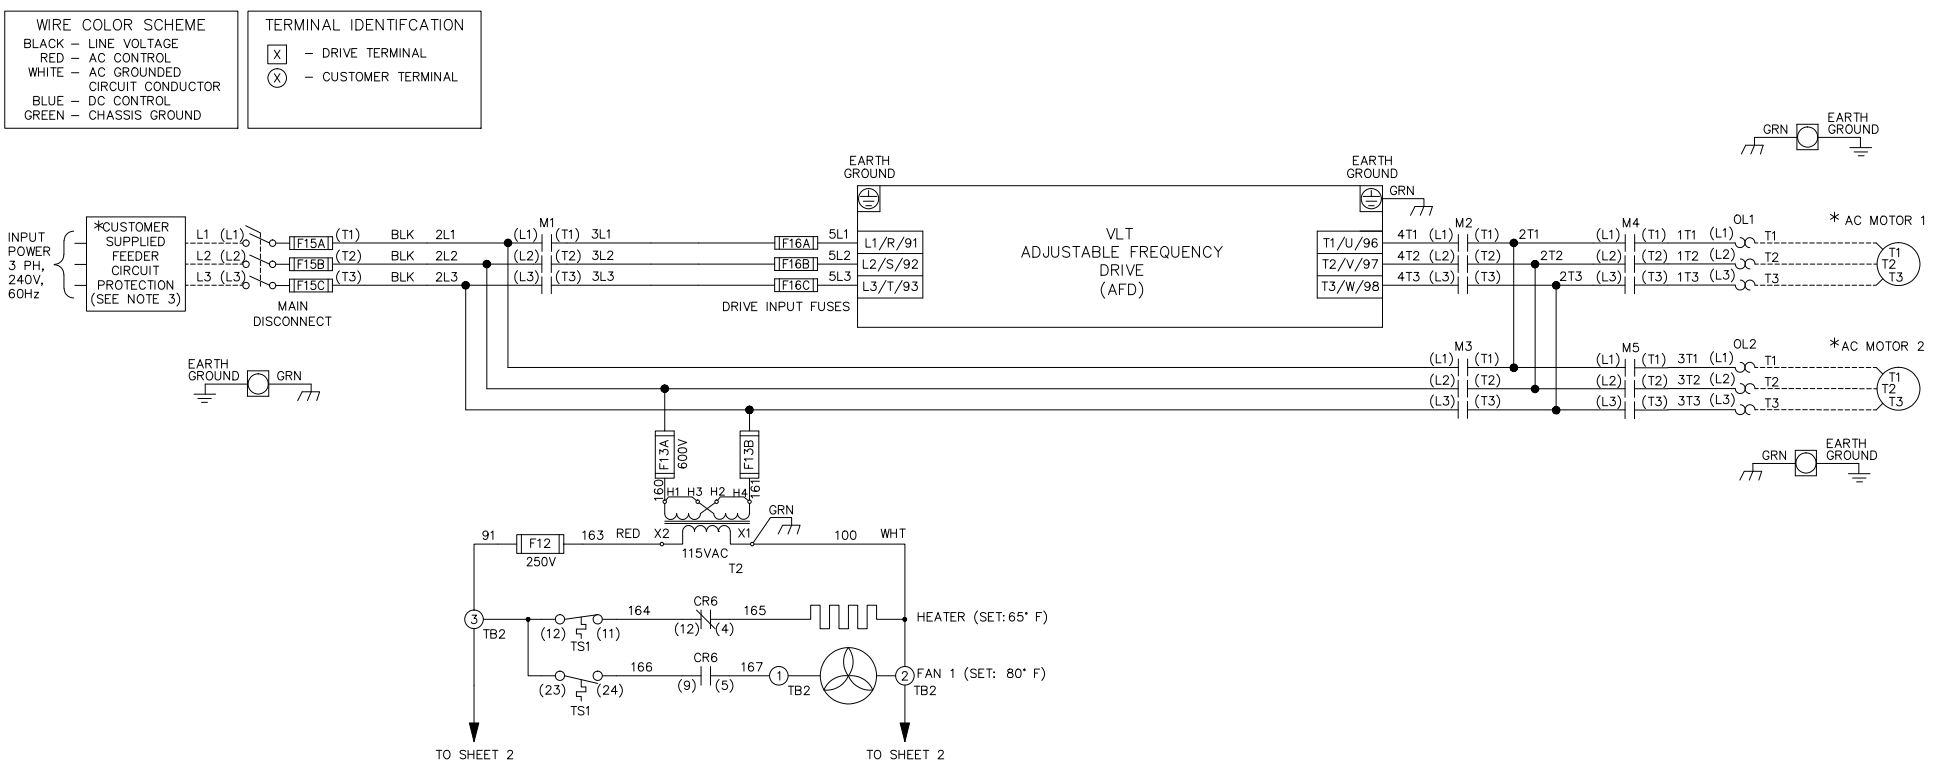 WIRE COLOR SCHEME
BLACK – LINE VOLTAGE
RED – AC CONTROL
WHITE – AC GROUNDED
CIRCUIT CONDUCTOR
BLUE – DC CONTROL
GREEN – CHASSIS GROUND
TERMINAL IDENTIFCATION
X – DRIVE TERMINAL
X – CUSTOMER TERMINAL
INPUT
POWER
3 PH,
240V,
60Hz
*CUSTOMER
SUPPLIED
FEEDER
CIRCUIT
PROTECTION
(SEE NOTE 3)
L1 (L1) F15A (T1) BLK 2L1 (L1) M1 (T1) 3L1 F16A 5L1 L1/R/91
L2 (L2) F15B (T2) BLK 2L2 (L2) (T2) 3L2 F16B 5L2 L2/S/92
L3 (L3) F15C (T3) BLK 2L3 (L3) (T3) 3L3 F16C 5L3 L3/T/93
MAIN
DISCONNECT
DRIVE INPUT FUSES
EARTH
GROUND
VLT
ADJUSTABLE FREQUENCY
DRIVE
(AFD)
EARTH
GROUND
GRN
T1/U/96 4T1 (L1) M2 (T1) 2T1 (L1) M4 (T1) 1T1 (L1) OL1 T1
T2/V/97 4T2 (L2) (T2) 2T2 (L2) (T2) 1T2 (L2) T2
T3/W/98 4T3 (L3) (T3) 2T3 (L3) (T3) 1T3 (L3) T3
* AC MOTOR 1
T1
T2
T3
GRN
EARTH
GROUND
EARTH
GROUND
GRN
(L1) M3 (T1) (L1) M5 (T1) 3T1 (L1) OL2 T1
(L2) (T2) (L2) (T2) 3T2 (L2) T2
(L3) (T3) (L3) (T3) 3T3 (L3) T3
* AC MOTOR 2
T1
T2
T3
GRN
EARTH
GROUND
F13A
600V
F13B
160
161
H1 H3 H2 H4
GRN
91 F12 163 RED X2 X1 100 WHT
250V
115VAC
T2
3
TB2
(12) (11)
TS1
164
CR6
(12) (4)
165
HEATER (SET:65° F)
(23) (24)
TS1
166
CR6
(9) (5)
167
1
TB2
2
TB2
FAN 1 (SET: 80° F)
TO SHEET 2
TO SHEET 2